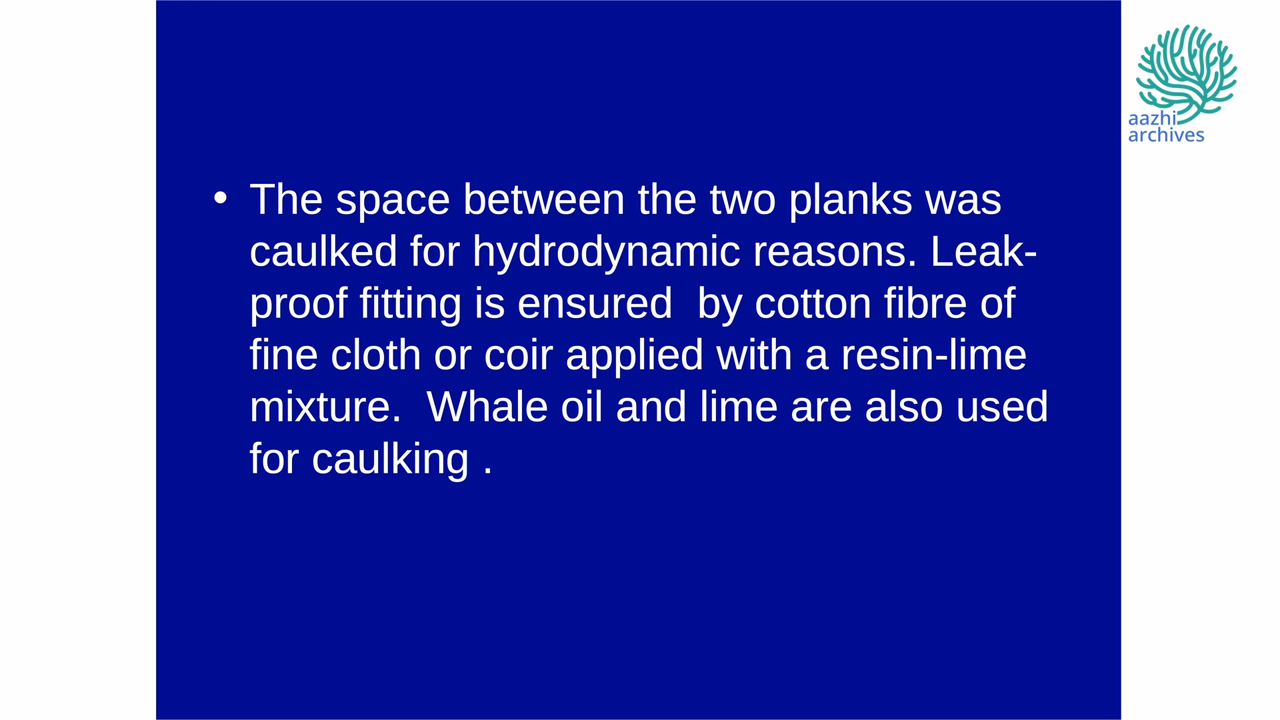 aazhi
archives
• The space between the two planks was
caulked for hydrodynamic reasons. Leak-
proof fitting is ensured  by cotton fibre of
fine cloth or coir applied with a resin-lime
mixture.  Whale oil and lime are also used
for caulking .